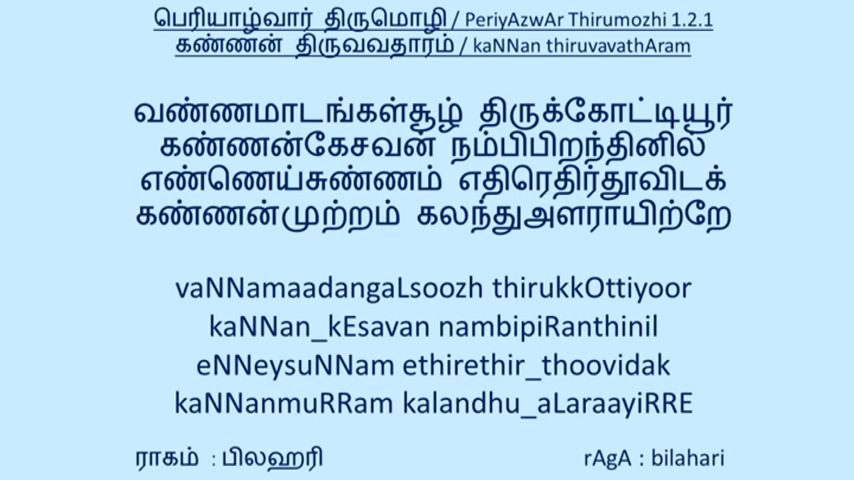 பெரியாழ்வார் திருமொழி / PeriyAzwAr Thirumozhi 1.2.1
கண்ணன் திருவவதாரம் / kaNNan thiruvavathAram
வண்ணமாடங்கள்சூழ் திருக்கோட்டியூர்
கண்ணன்கேசவன் நம்பிபிறந்தினில்
எண்ணெய்சுண்ணம் எதிரெதிர்தூவிடக்
கண்ணன்முற்றம் கலந்துஅளராயிற்றே
vaNNamaadangaLsoozh thirukkOttiyoor
kaNNan_kEsavan nambipiRanthinil
eNNeysuNNam ethirethir_thoovidak
kaNNanmuRRam kalandhu_aLaraayiRRE
ராகம் : பிலஹரி rAgA : bilahari